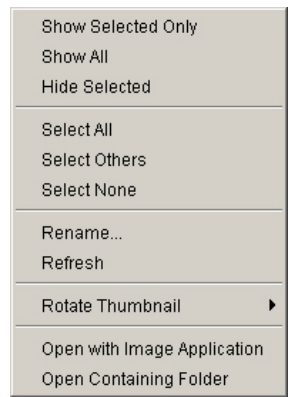 Show Selected Only
Show All
Hide Selected
Select All
Select Others
Select None
Rename...
Refresh
Rotate Thumbnail
Open with Image Application
Open Containing Folder